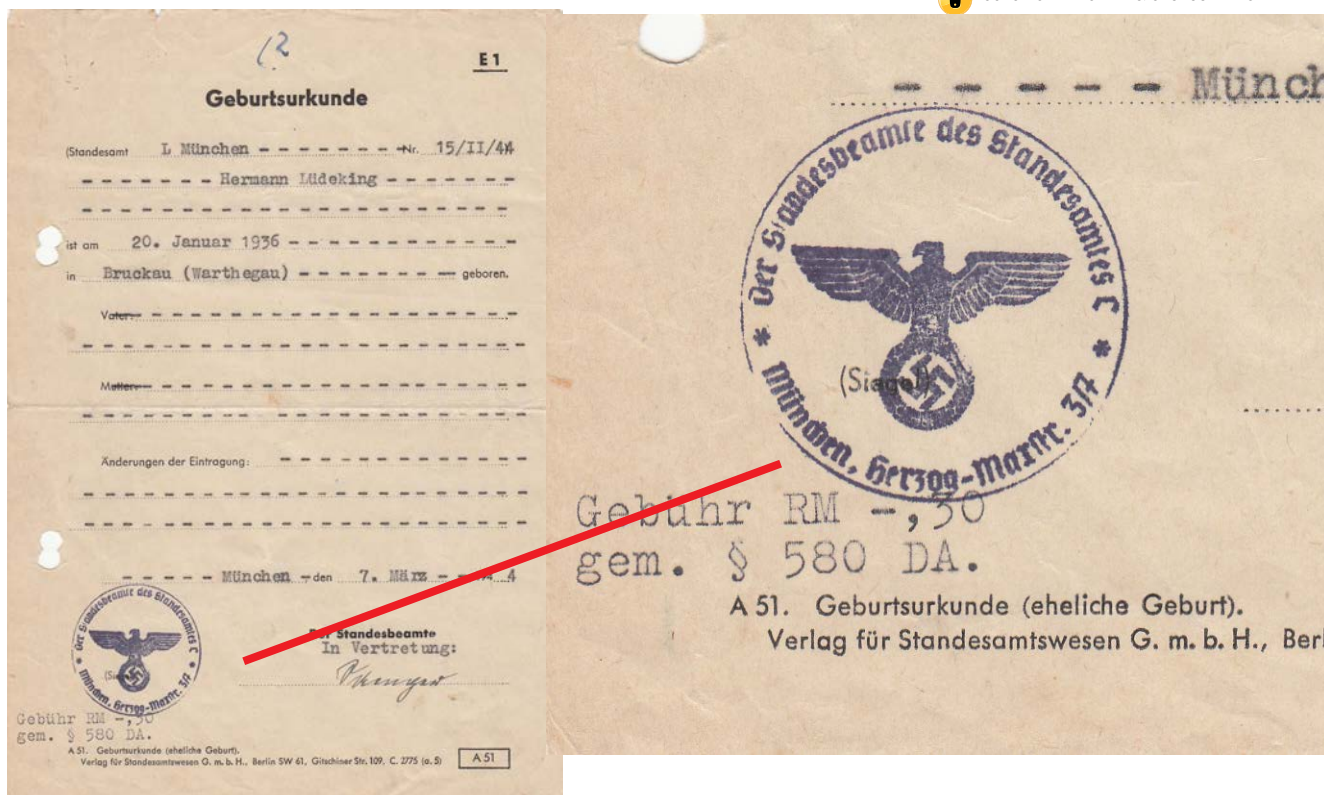 E 1
Geburtsurkunde
(Standesamt L München - - - - - - - -Nr. 15/II/44
- - - - - - - Hermann Lüdeking - - - - - - -
ist am 20. Januar 1936 - - - - - - - - - - - -
in Bruckau (Warthegau) - - - - - - - - geboren.
Vater:
Mutter:
Änderungen der Eintragung:
- - - - - München - den 7. März - - 4
Der Standesbeamte
In Vertretung:
(Siegel)
Der Standesbeamte des Standesamtes C
* München, Herzog-Maxstr. 3/7 *
Gebühr RM -,30
gem. § 580 DA.
A 51. Geburtsurkunde (eheliche Geburt).
Verlag für Standesamtswesen G. m. b. H., Berlin SW 61, Gitschiner Str. 109, C. 2775 (a. 5)
A 51
- - - - - - Münch
Der Standesbeamte des Standesamtes C
* München, Herzog-Maxstr. 3/7 *
(Siegel)
Gebühr RM -,30
gem. § 580 DA.
A 51. Geburtsurkunde (eheliche Geburt).
Verlag für Standesamtswesen G. m. b. H., Berl